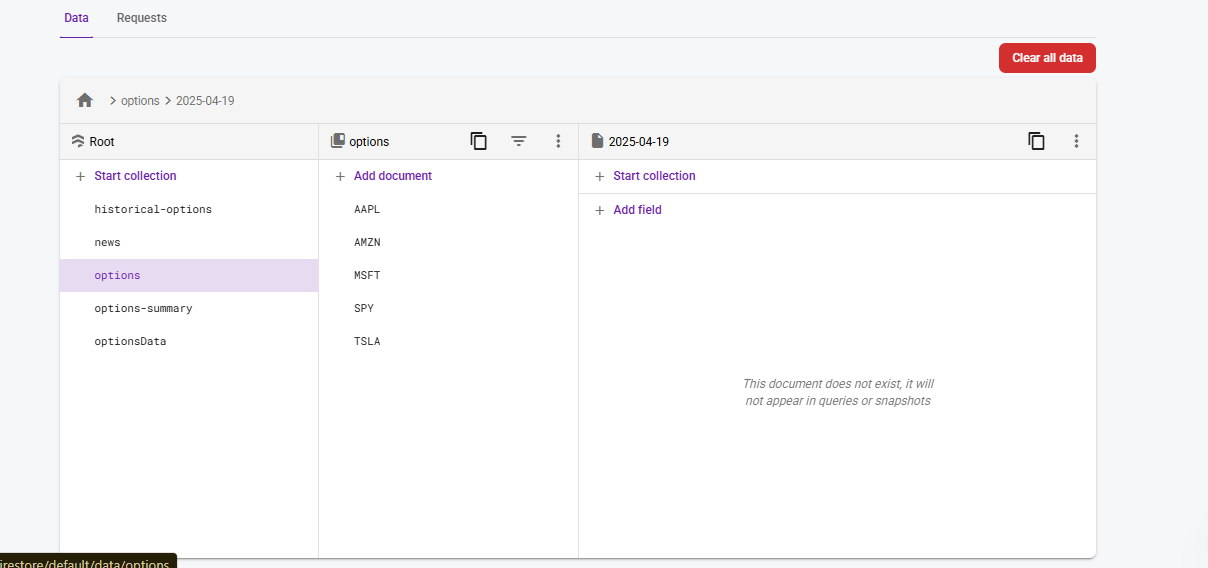 Data Requests
Clear all data
options 2025-04-19
Root
Start collection
historical-options
news
options
options-summary
optionsData
options
Add document
AAPL
AMZN
MSFT
SPY
TSLA
2025-04-19
Start collection
Add field
This document does not exist, it will
not appear in queries or snapshots
irestore/default/data/options